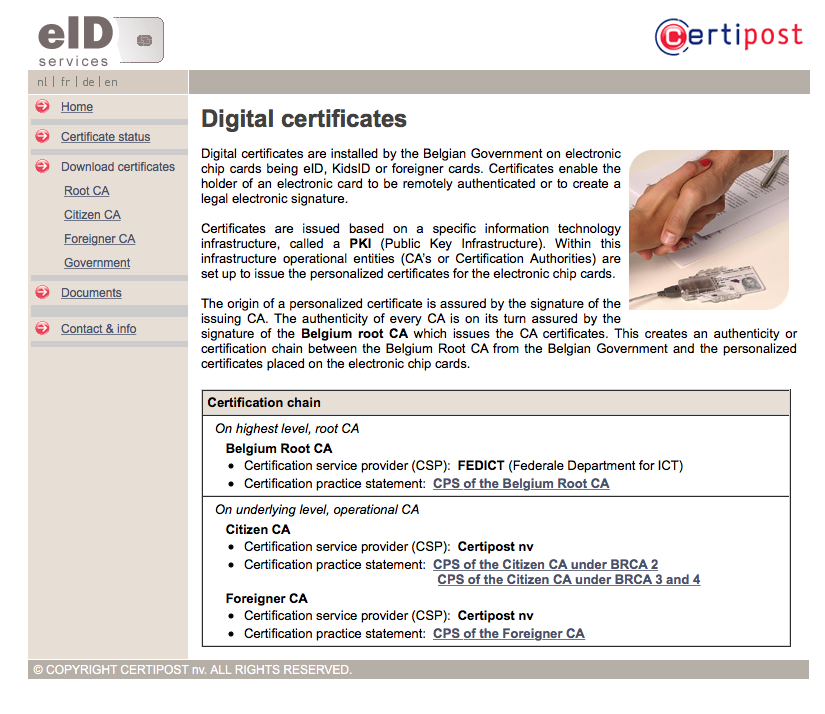 eID
services
certipost
nl | fr | de | en
Home
Certificate status
Download certificates
Root CA
Citizen CA
Foreigner CA
Government
Documents
Contact & info
Digital certificates
Digital certificates are installed by the Belgian Government on electronic
chip cards being eID, KidsID or foreigner cards. Certificates enable the
holder of an electronic card to be remotely authenticated or to create a
legal electronic signature.
Certificates are issued based on a specific information technology
infrastructure, called a PKI (Public Key Infrastructure). Within this
infrastructure operational entities (CA's or Certification Authorities) are
set up to issue the personalized certificates for the electronic chip cards.
The origin of a personalized certificate is assured by the signature of the
issuing CA. The authenticity of every CA is on its turn assured by the
signature of the Belgium root CA which issues the CA certificates. This creates an authenticity or
certification chain between the Belgium Root CA from the Belgian Government and the personalized
certificates placed on the electronic chip cards.
Certification chain
On highest level, root CA
Belgium Root CA
• Certification service provider (CSP): FEDICT (Federale Department for ICT)
• Certification practice statement: CPS of the Belgium Root CA
On underlying level, operational CA
Citizen CA
• Certification service provider (CSP): Certipost nv
• Certification practice statement: CPS of the Citizen CA under BRCA 2
CPS of the Citizen CA under BRCA 3 and 4
Foreigner CA
• Certification service provider (CSP): Certipost nv
• Certification practice statement: CPS of the Foreigner CA
© COPYRIGHT CERTIPOST nv. ALL RIGHTS RESERVED.